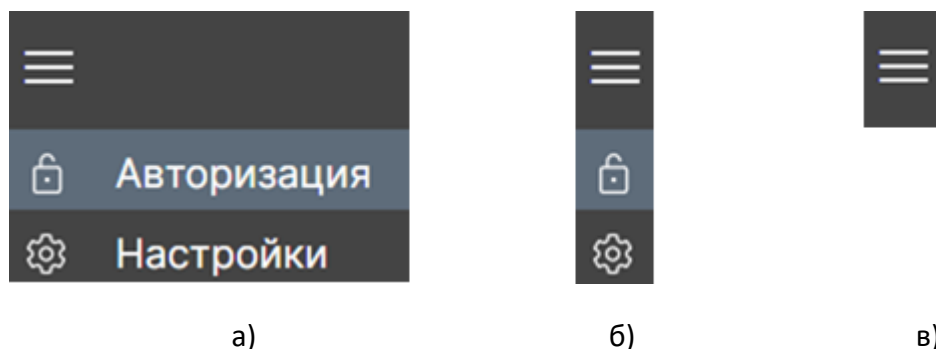 Авторизация
Настройки
а)
б)
в)